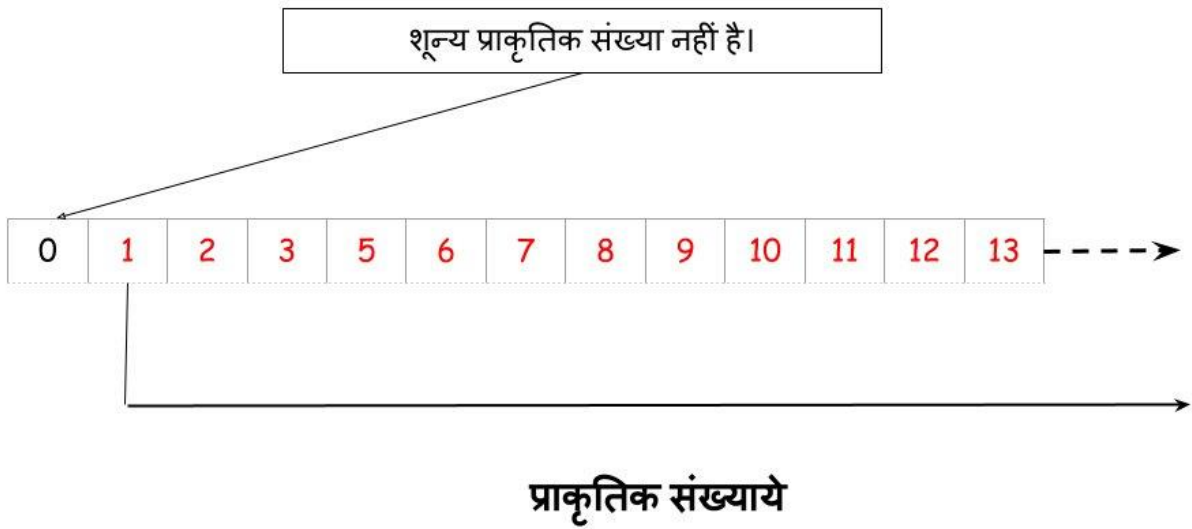 शून्य प्राकृतिक संख्या नहीं है।
0 1 2 3 5 6 7 8 9 10 11 12 13
प्राकृतिक संख्याये